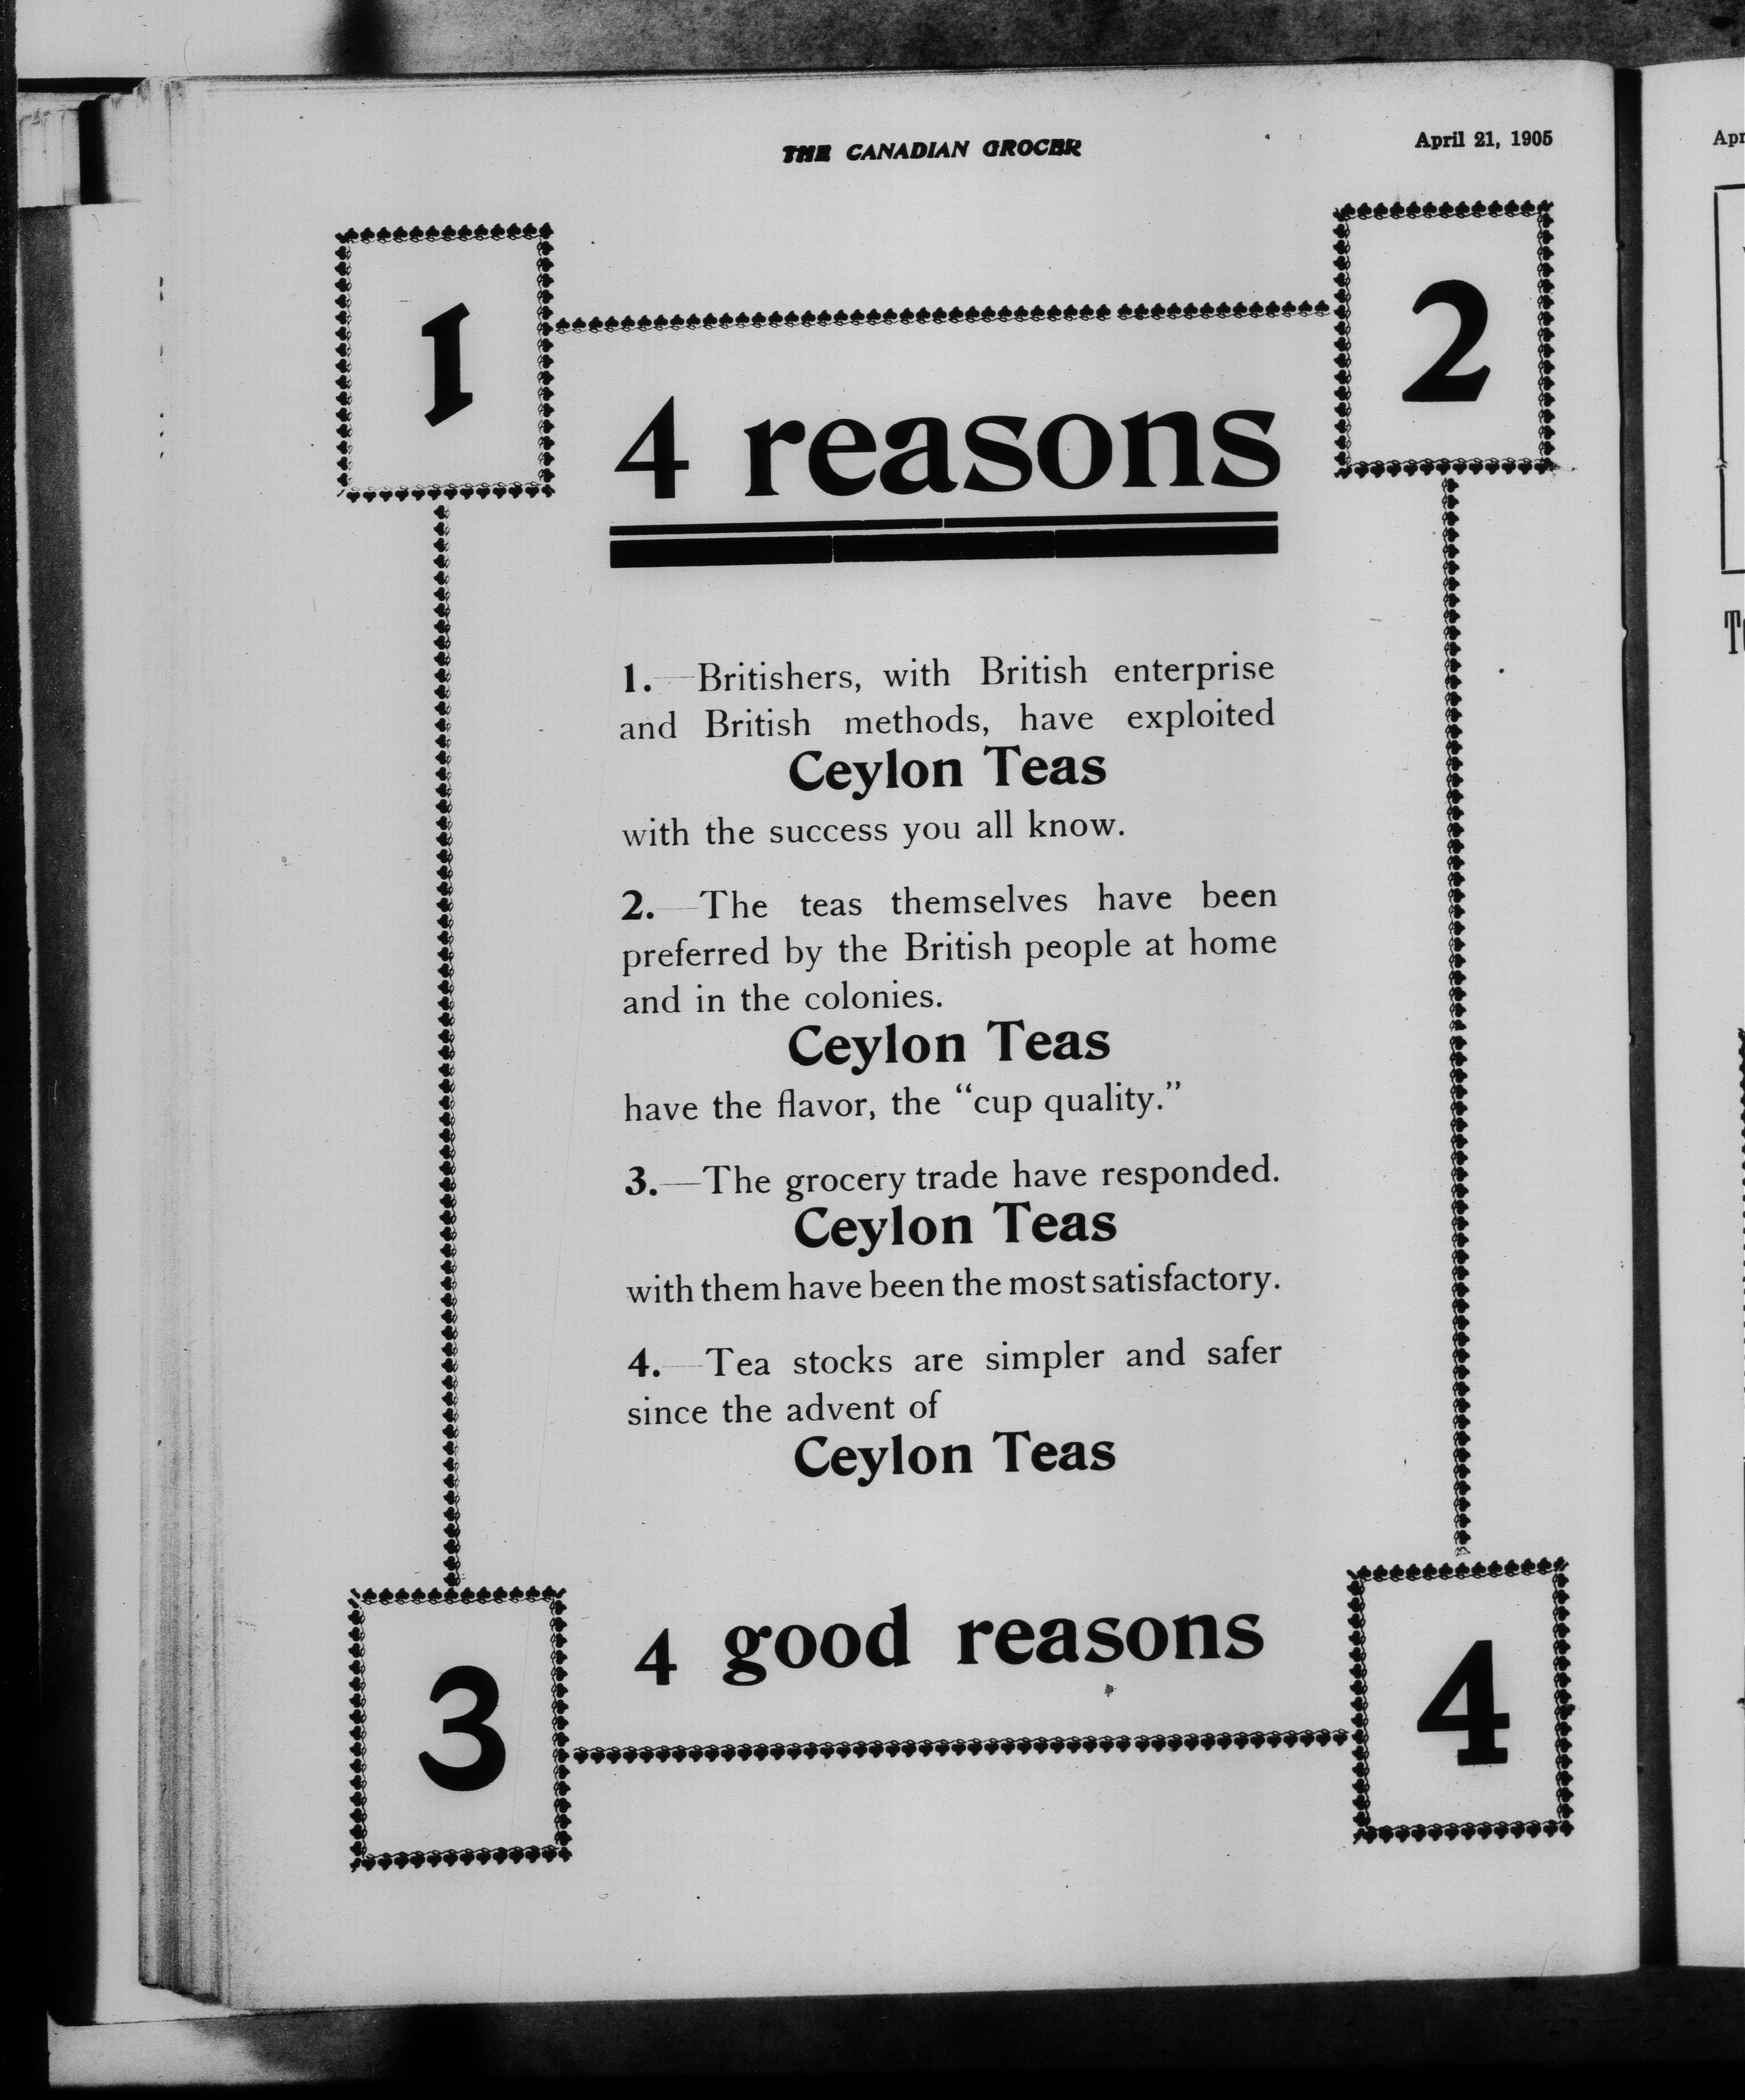 THE CANADIAN GROCER
April 21, 1905
1
2
4 reasons
1.—Britishers, with British enterprise
and British methods, have exploited
Ceylon Teas
with the success you all know.
2.—The teas themselves have been
preferred by the British people at home
and in the colonies.
Ceylon Teas
have the flavor, the “cup quality.”
3.—The grocery trade have responded.
Ceylon Teas
with them have been the most satisfactory.
4.—Tea stocks are simpler and safer
since the advent of
Ceylon Teas
4 good reasons
3
4